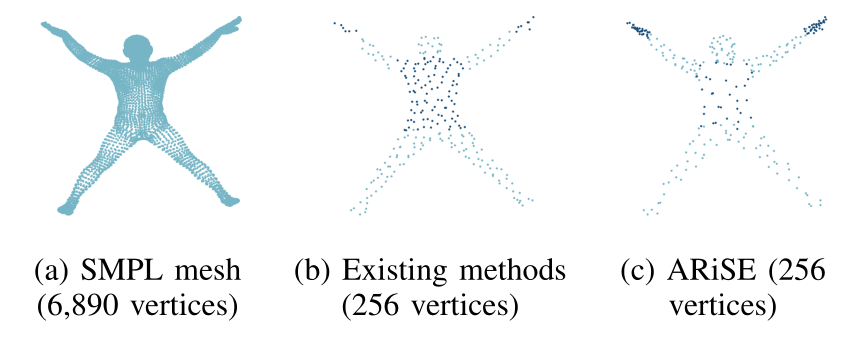 (a) SMPL mesh
(6,890 vertices)
(b) Existing methods
(256 vertices)
(c) ARiSE (256
vertices)